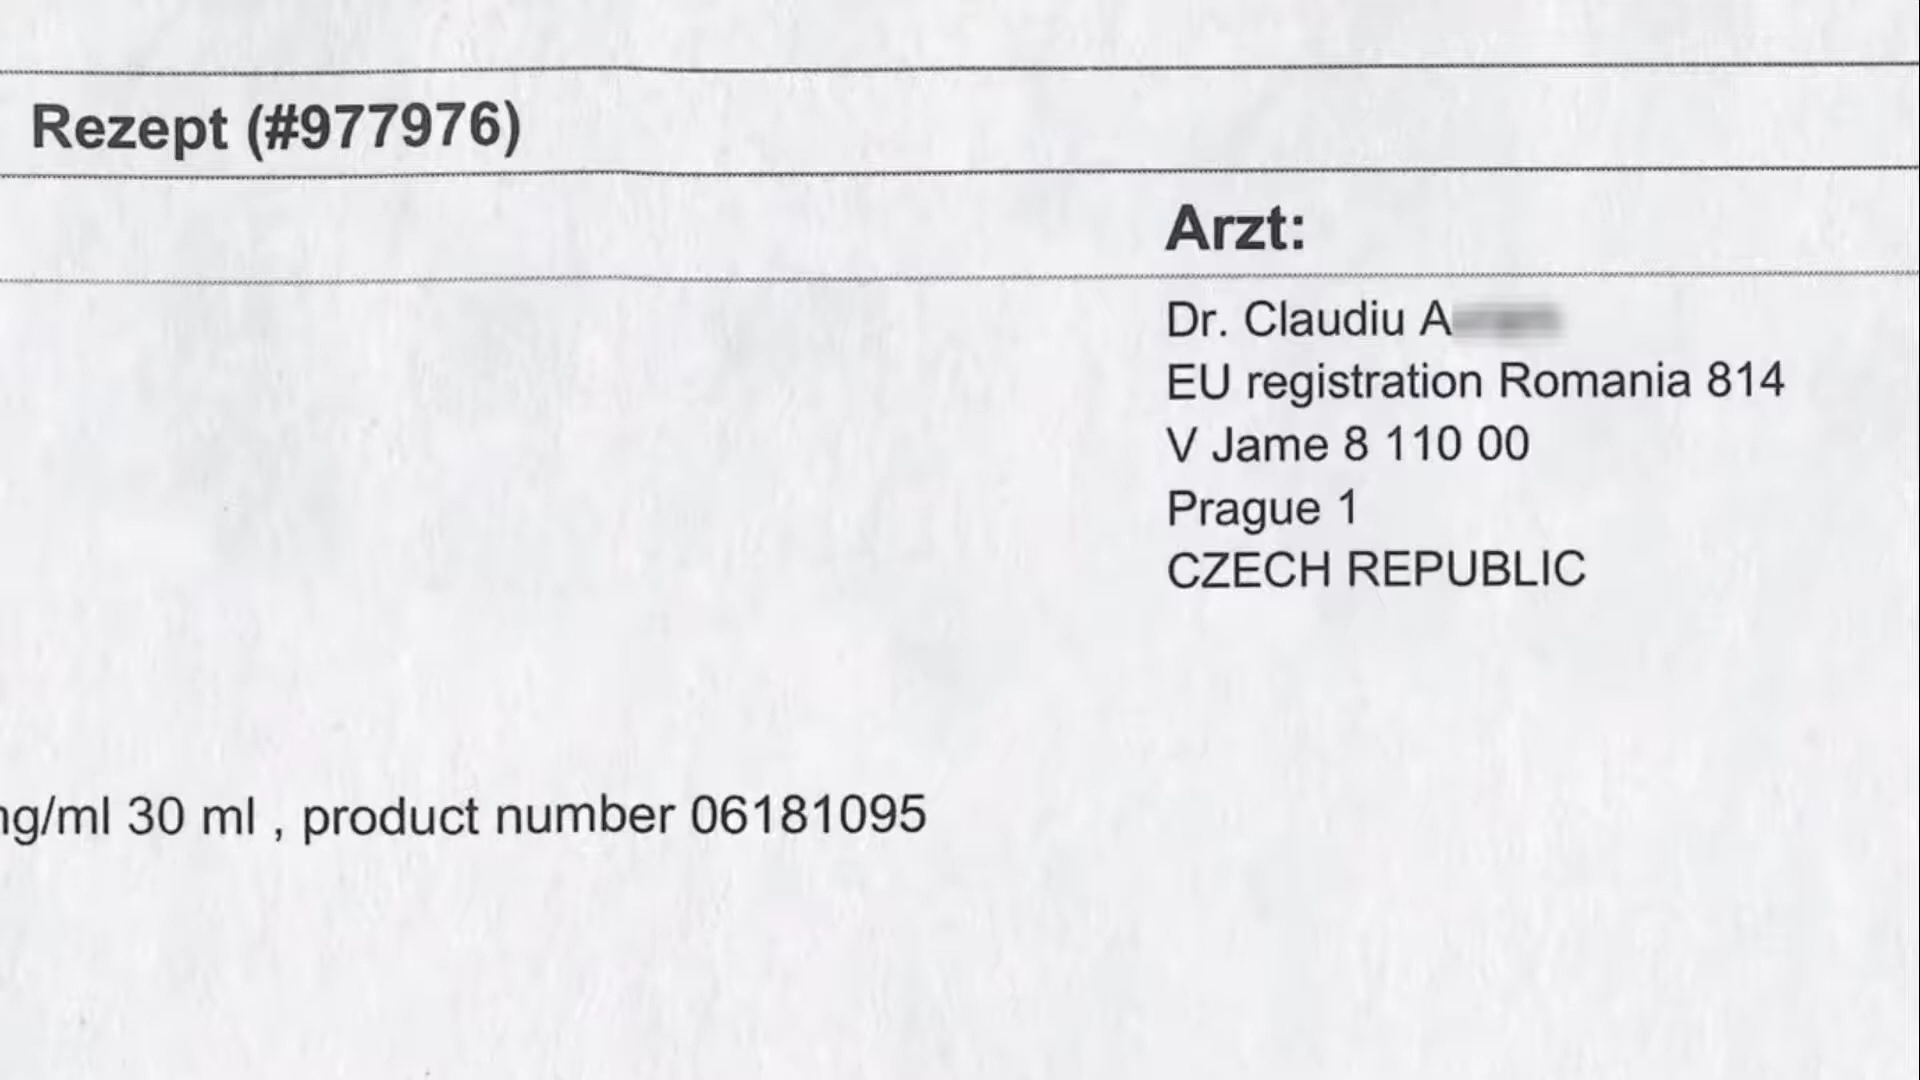 Rezept (#977976)
Arzt:
Dr. Claudiu A
EU registration Romania 814
V Jame 8 110 00
Prague 1
CZECH REPUBLIC
30 ml , product number 06181095